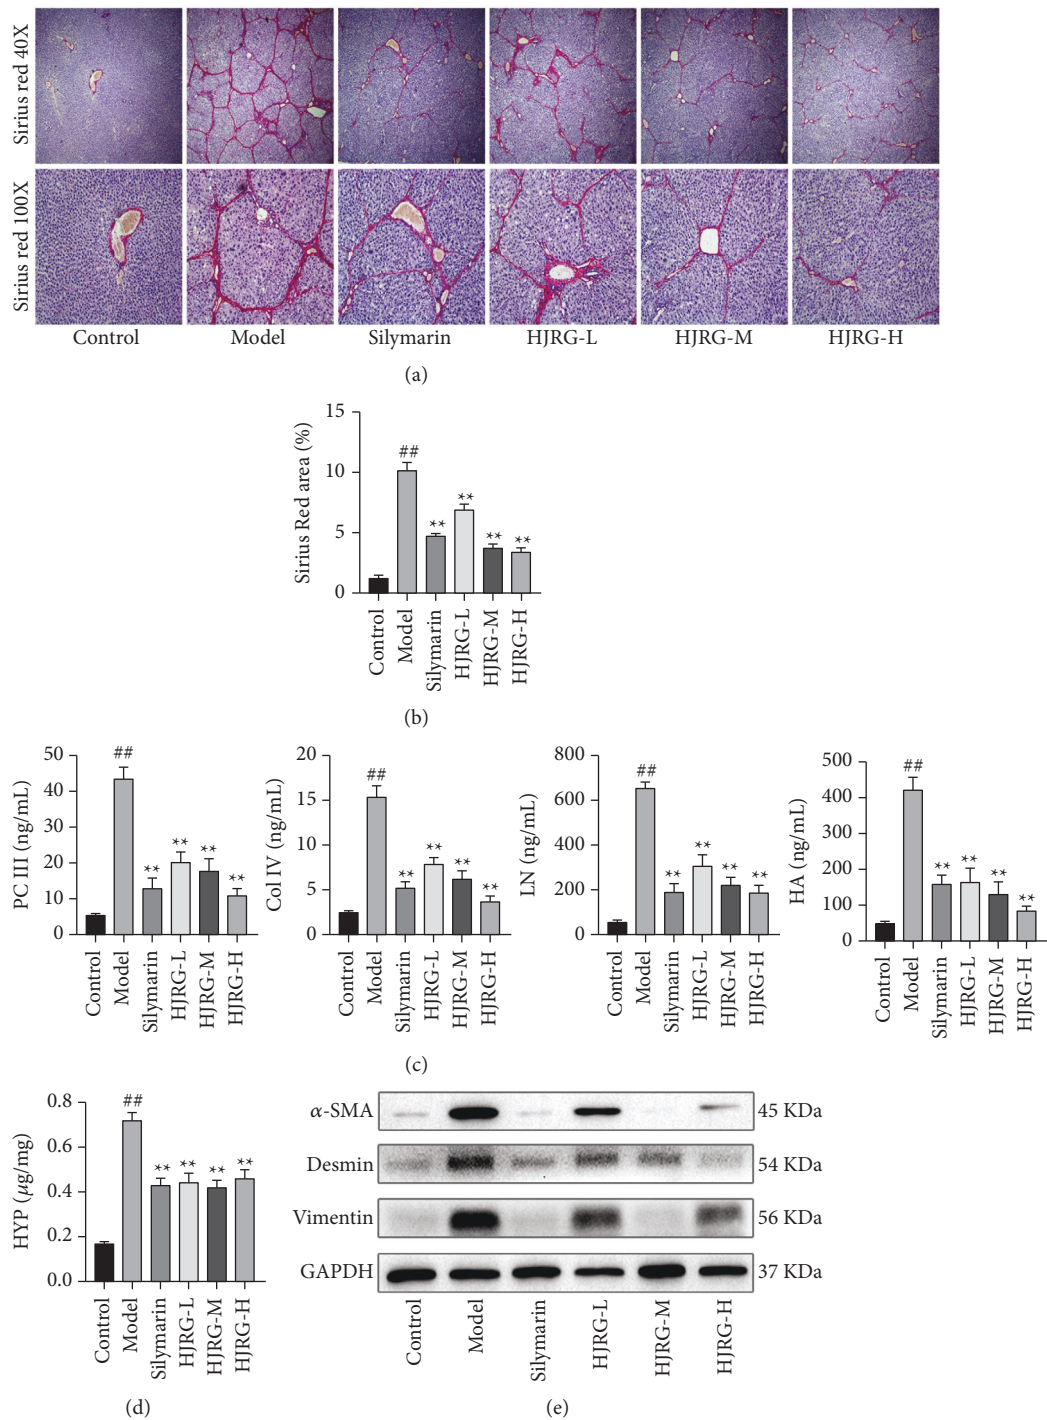 Sirius red 40X
Sirius red 100X
Control Model Silymarin HJRG-L HJRG-M HJRG-H
(a)
Sirius Red area (%)
15
10
5
0
##
**
**
**
**
Control Model Silymarin HJRG-L HJRG-M HJRG-H
(b)
PC III (ng/mL)
50
40
30
20
10
0
##
**
**
**
**
Control Model Silymarin HJRG-L HJRG-M HJRG-H
Col IV (ng/mL)
20
15
10
5
0
##
**
**
**
**
Control Model Silymarin HJRG-L HJRG-M HJRG-H
LN (ng/mL)
800
600
400
200
0
##
**
**
**
**
Control Model Silymarin HJRG-L HJRG-M HJRG-H
HA (ng/mL)
500
400
300
200
100
0
##
**
**
**
**
Control Model Silymarin HJRG-L HJRG-M HJRG-H
(c)
HYP (μg/mg)
0.8
0.6
0.4
0.2
0.0
##
**
**
**
**
Control Model Silymarin HJRG-L HJRG-M HJRG-H
(d)
α-SMA 45 KDa
Desmin 54 KDa
Vimentin 56 KDa
GAPDH 37 KDa
Control Model Silymarin HJRG-L HJRG-M HJRG-H
(e)